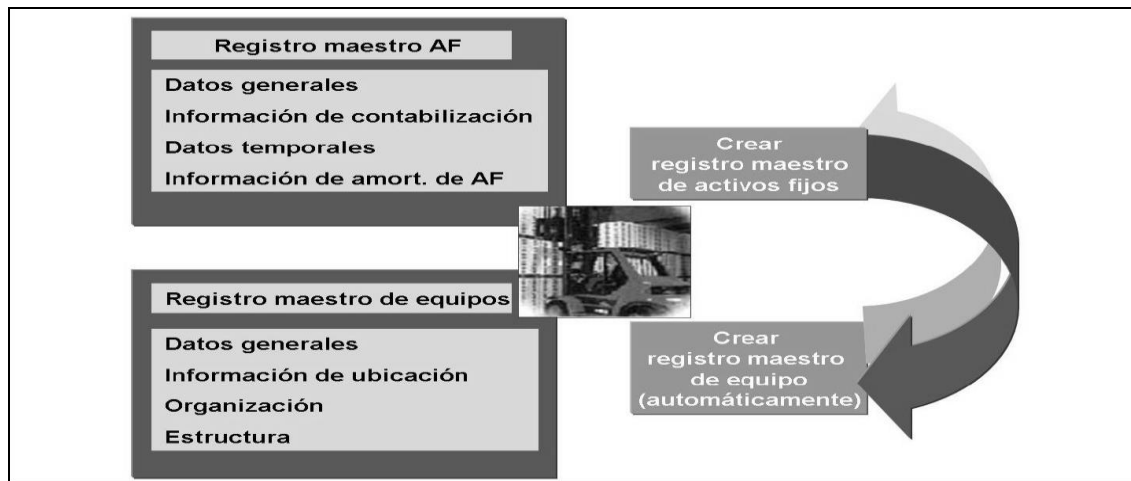 Registro maestro AF
Datos generales
Información de contabilización
Datos temporales
Información de amort. de AF
Registro maestro de equipos
Datos generales
Información de ubicación
Organización
Estructura
Crear
registro maestro
de activos fijos
Crear
registro maestro
de equipo
(automáticamente)